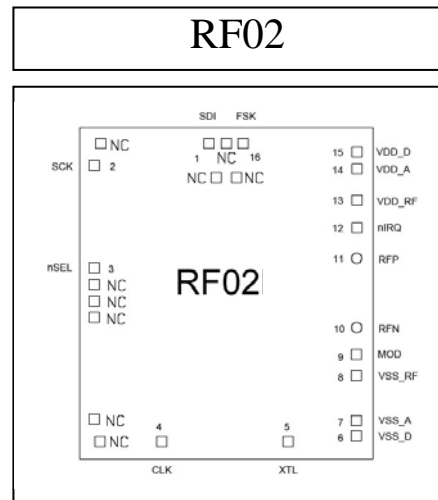 RF02
SDI FSK
NC
1 NC 16
15 VDD_D
SCK 2
14 VDD_A
NC NC
13 VDD_RF
12 nIRQ
11 RFP
nSEL 3
NC
RF02
NC
NC
10 RFN
9 MOD
8 VSS_RF
NC 4 5 7 VSS_A
NC
6 VSS_D
CLK XTL